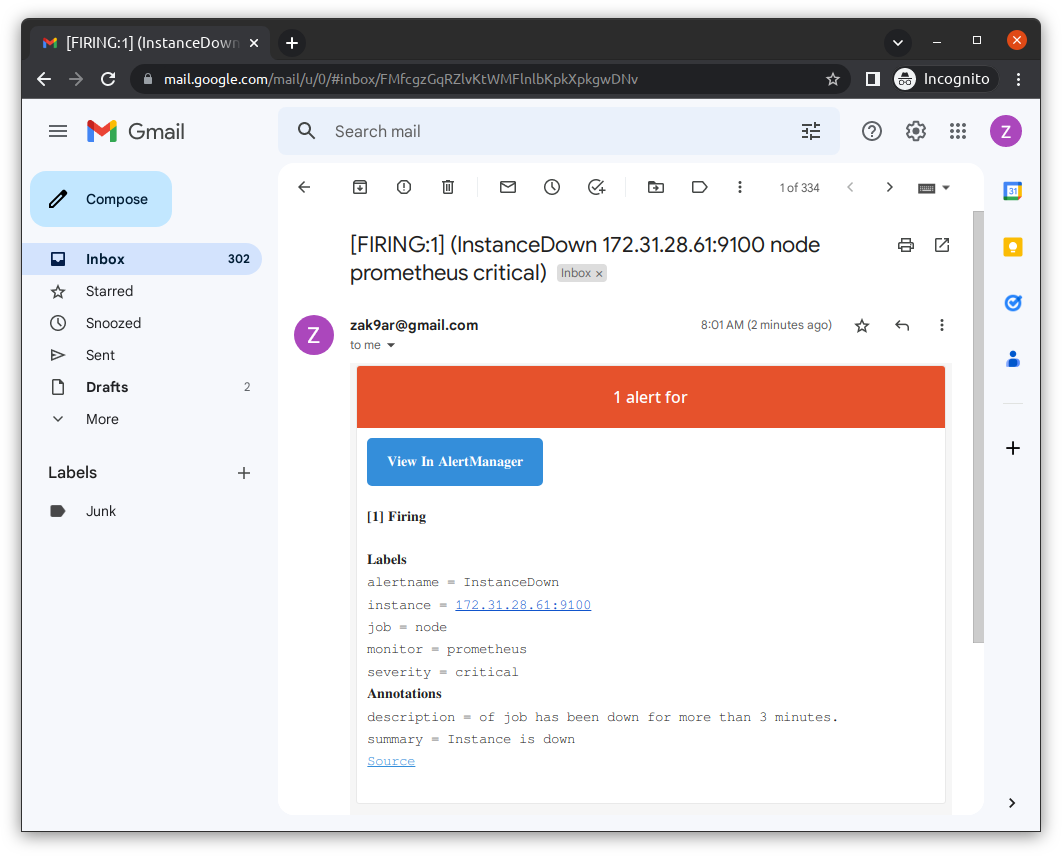 [FIRING:1] (InstanceDown
mail.google.com/mail/u/0/#inbox/FMfcgzGqRZlvKtWMFlnlbKpkXpkgwDNv
Incognito
Gmail
Search mail
Z
Compose
1 of 334
31
Inbox 302
Starred
Snoozed
Sent
Drafts 2
More
Labels
Junk
[FIRING:1] (InstanceDown 172.31.28.61:9100 node
prometheus critical) Inbox ×
Z
zak9ar@gmail.com 8:01 AM (2 minutes ago)
to me
1 alert for
View In AlertManager
[1] Firing
Labels
alertname = InstanceDown
instance = 172.31.28.61:9100
job = node
monitor = prometheus
severity = critical
Annotations
description = of job has been down for more than 3 minutes.
summary = Instance is down
Source